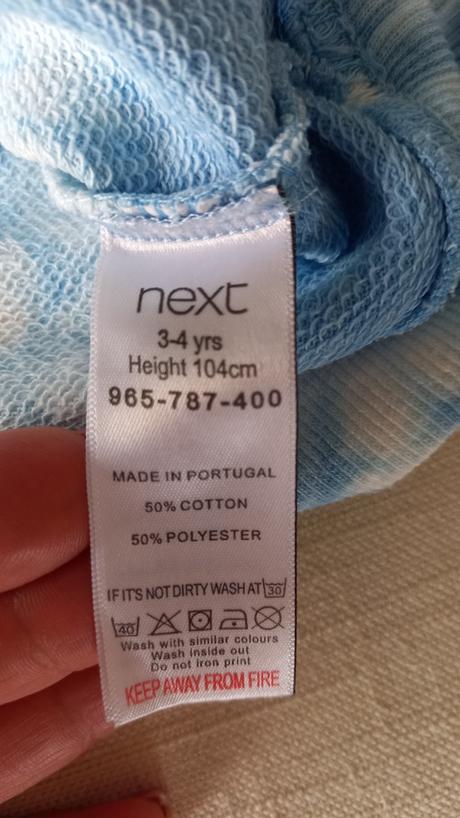 next
3-4 yrs
Height 104cm
965-787-400
MADE IN PORTUGAL
50% COTTON
50% POLYESTER
IF IT'S NOT DIRTY WASH AT 30
40
Wash with similar colours
Wash inside out
Do not iron print
KEEP AWAY FROM FIRE